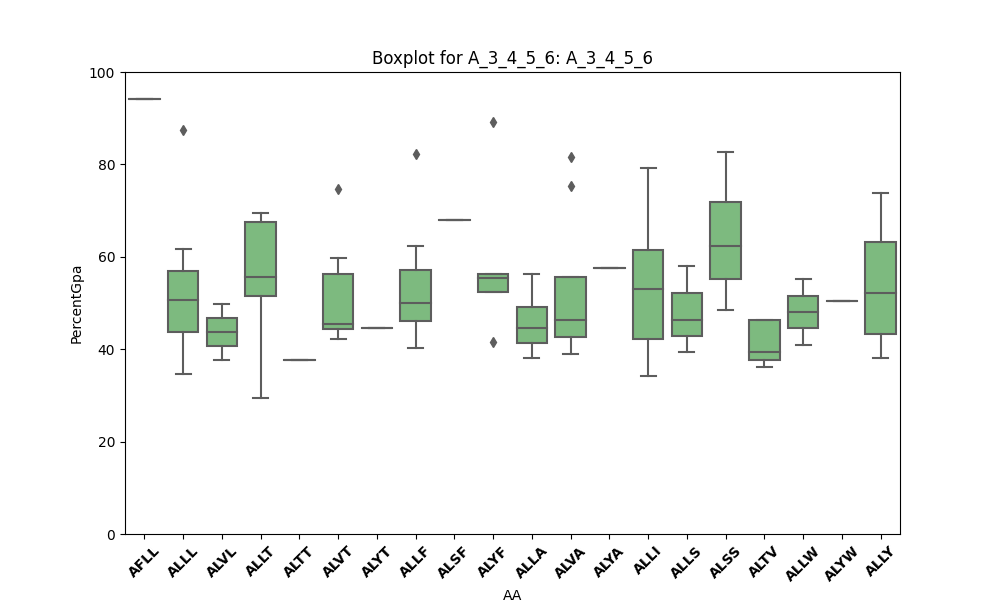 Boxplot for A_3_4_5_6: A_3_4_5_6
100
80
60
40
20
0
PercentGpa
AFLL
ALLL
ALVL
ALLT
ALTT
ALVT
ALYT
ALLF
ALSF
ALYF
ALLA
ALVA
ALYA
ALLI
ALLS
ALSS
ALTV
ALLW
ALYW
ALLY
AA